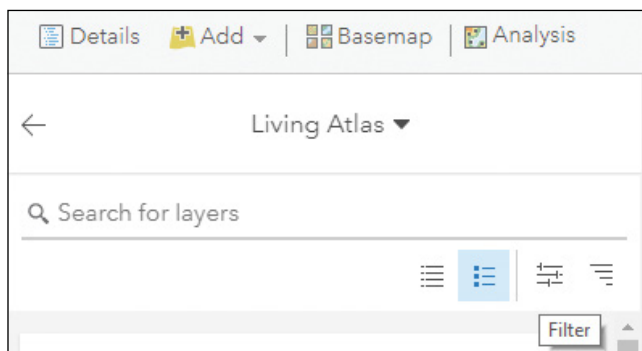 Details Add Basemap Analysis
Living Atlas
Search for layers
Filter